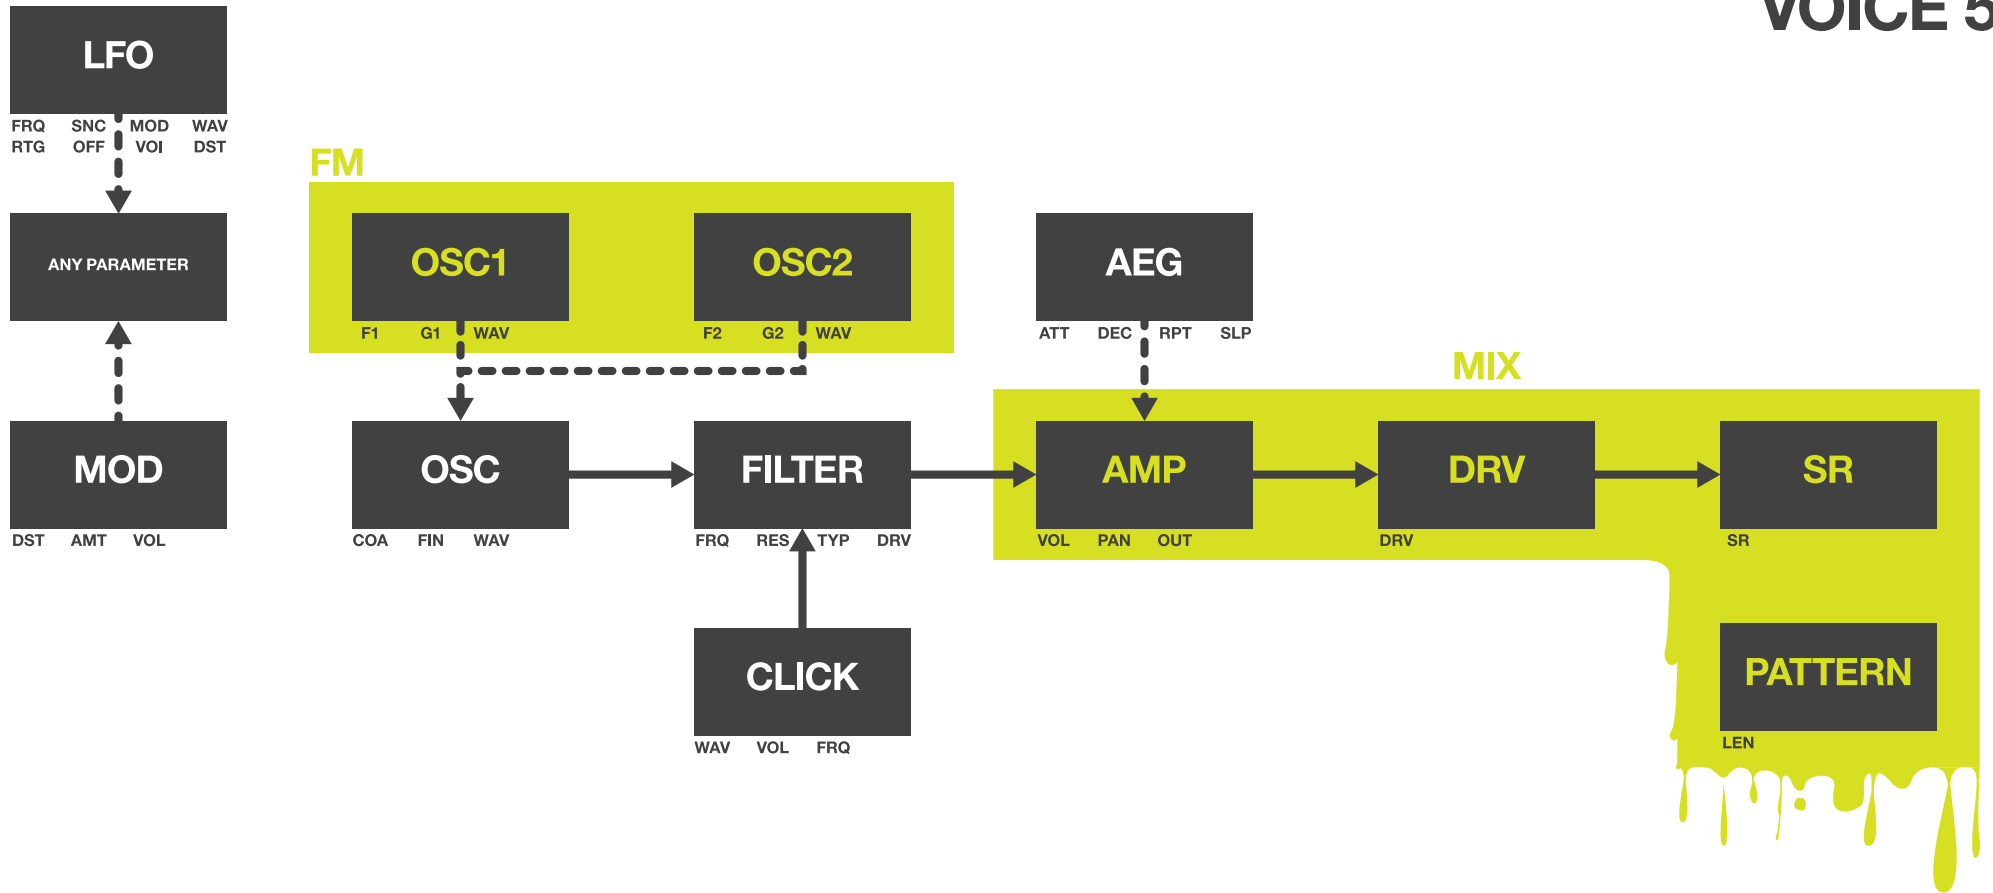 VOICE 5
LFO
FRQ SNC MOD WAV
RTG OFF VOI DST
FM
ANY PARAMETER
OSC1
OSC2
AEG
F1 G1 WAV
F2 G2 WAV
ATT DEC RPT SLP
MIX
MOD
OSC
FILTER
AMP
DRV
SR
DST AMT VOL
COA FIN WAV
FRQ RES TYP DRV
VOL PAN OUT
DRV
SR
CLICK
PATTERN
WAV VOL FRQ
LEN